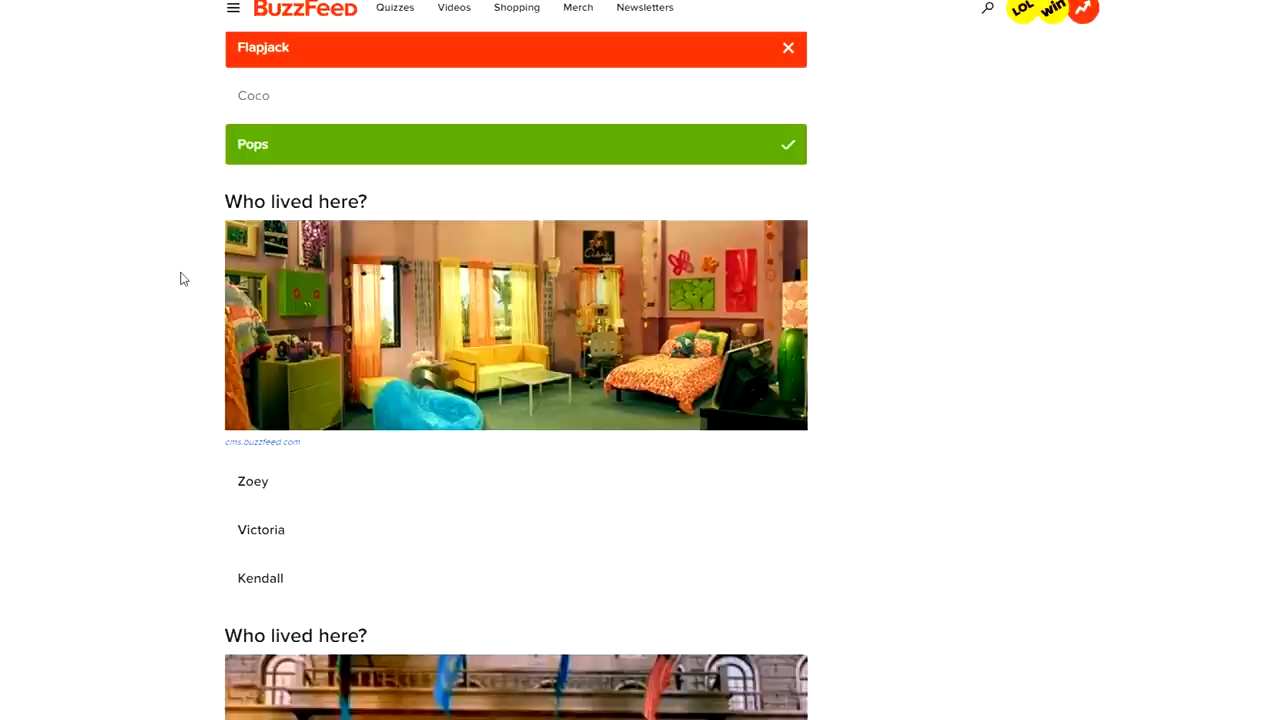 BuzzFeed Quizzes Videos Shopping Merch Newsletters LOL win
Flapjack
Coco
Pops
Who lived here?
cms.buzzfeed.com
Zoey
Victoria
Kendall
Who lived here?